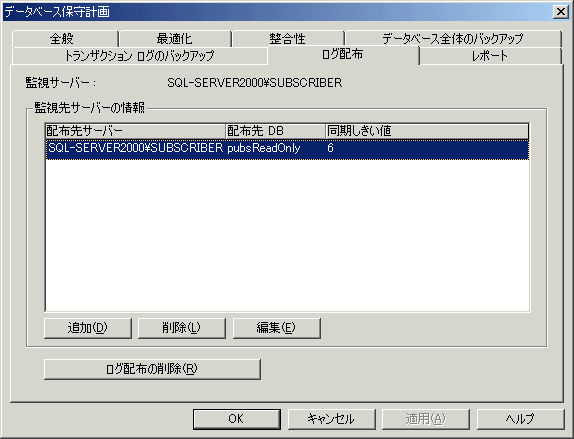 データベース保守計画
全般 最適化 整合性 データベース全体のバックアップ
トランザクション ログのバックアップ ログ配布 レポート
監視サーバー : SQL-SERVER2000¥SUBSCRIBER
監視先サーバーの情報
配布先サーバー 配布先 DB 同期しきい値
SQL-SERVER2000¥SUBSCRIBER pubsReadOnly 6
追加(D) 削除(L) 編集(E)
ログ配布の削除(R)
OK キャンセル 適用(A) ヘルプ